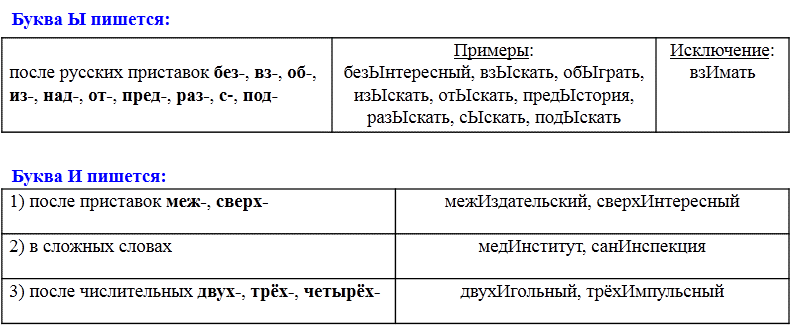 Буква Ы пишется:
после русских приставок без-, вз-, об-,
из-, над-, от-, пред-, раз-, с-, под-
Примеры:
безЫнтересный, взЫскать, обЫграть,
изЫскать, отЫскать, предЫстория,
разЫскать, сЫскать, подЫскать
Исключение:
взИмать
Буква И пишется:
1) после приставок меж-, сверх-
межИздательский, сверхИнтересный
2) в сложных словах
медИнститут, санИнспекция
3) после числительных двух-, трёх-, четырёх-
двухИгольный, трёхИмпульсный